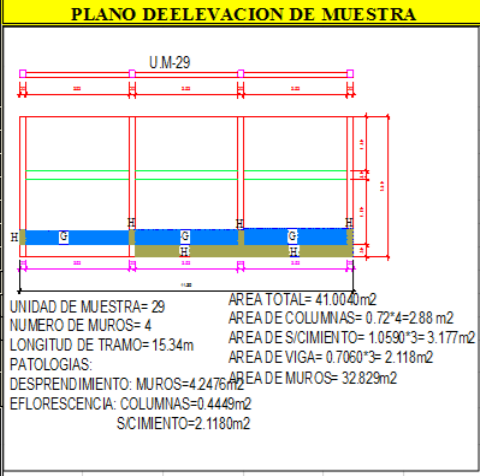 PLANO DEELEVACION DE MUESTRA
U.M-29
H H H H
H G G G
H H
UNIDAD DE MUESTRA= 29
NUMERO DE MUROS= 4
LONGITUD DE TRAMO= 15.34m
PATOLOGIAS:
DESPRENDIMIENTO: MUROS=4.2476m2
EFLORESCENCIA: COLUMNAS=0.4449m2
S/CIMIENTO=2.1180m2
AREA TOTAL= 41.0040m2
AREA DE COLUMNAS= 0.72*4=2.88 m2
AREA DE S/CIMIENTO= 1.0590*3= 3.177m2
AREA DE VIGA= 0.7060*3= 2.118m2
AREA DE MUROS= 32.829m2